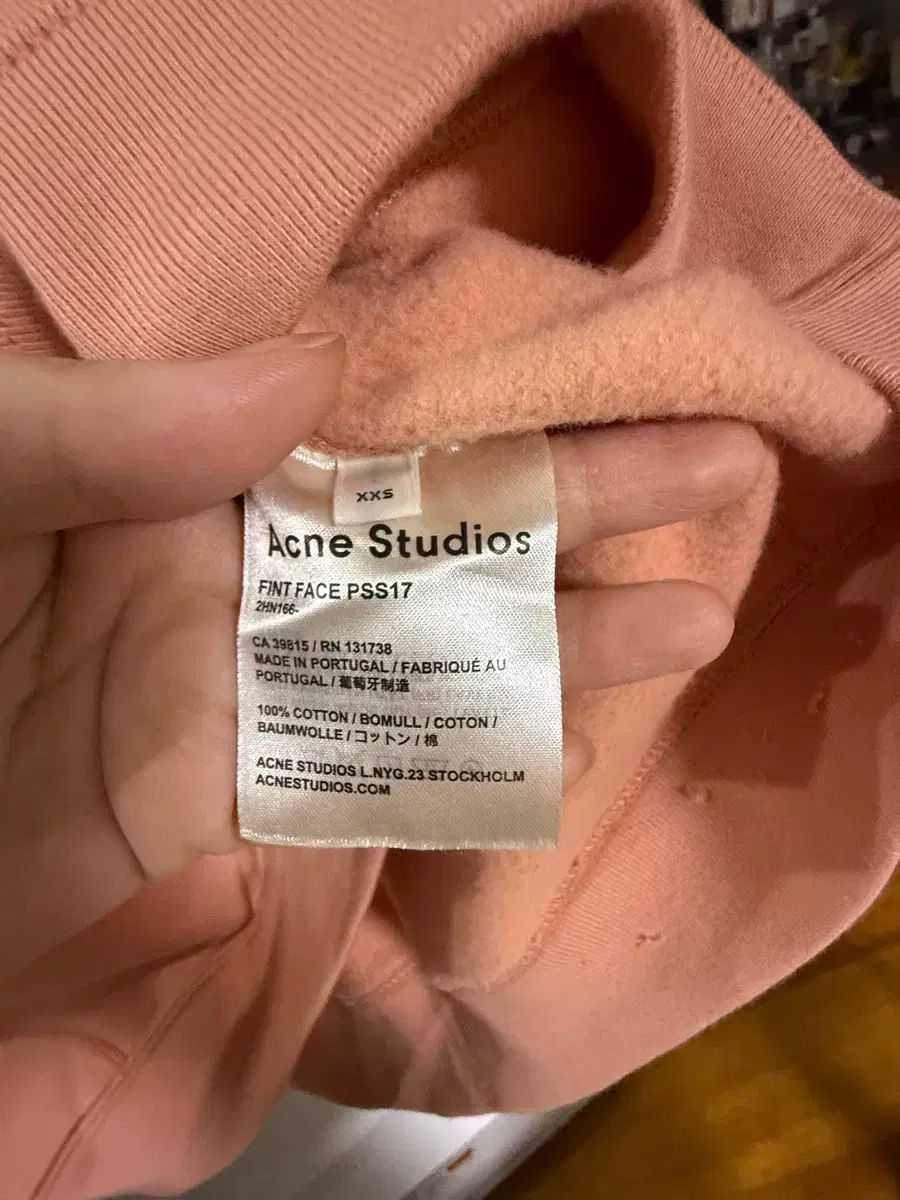 XXS
Acne Studios
FINT FACE PSS17
2HN166-
CA 39815 / RN 131738
MADE IN PORTUGAL / FABRIQUÉ AU
PORTUGAL / 葡萄牙制造
100% COTTON / BOMULL / COTON /
BAUMWOLLE / コットン / 棉
ACNE STUDIOS L.NYG.23 STOCKHOLM
ACNESTUDIOS.COM